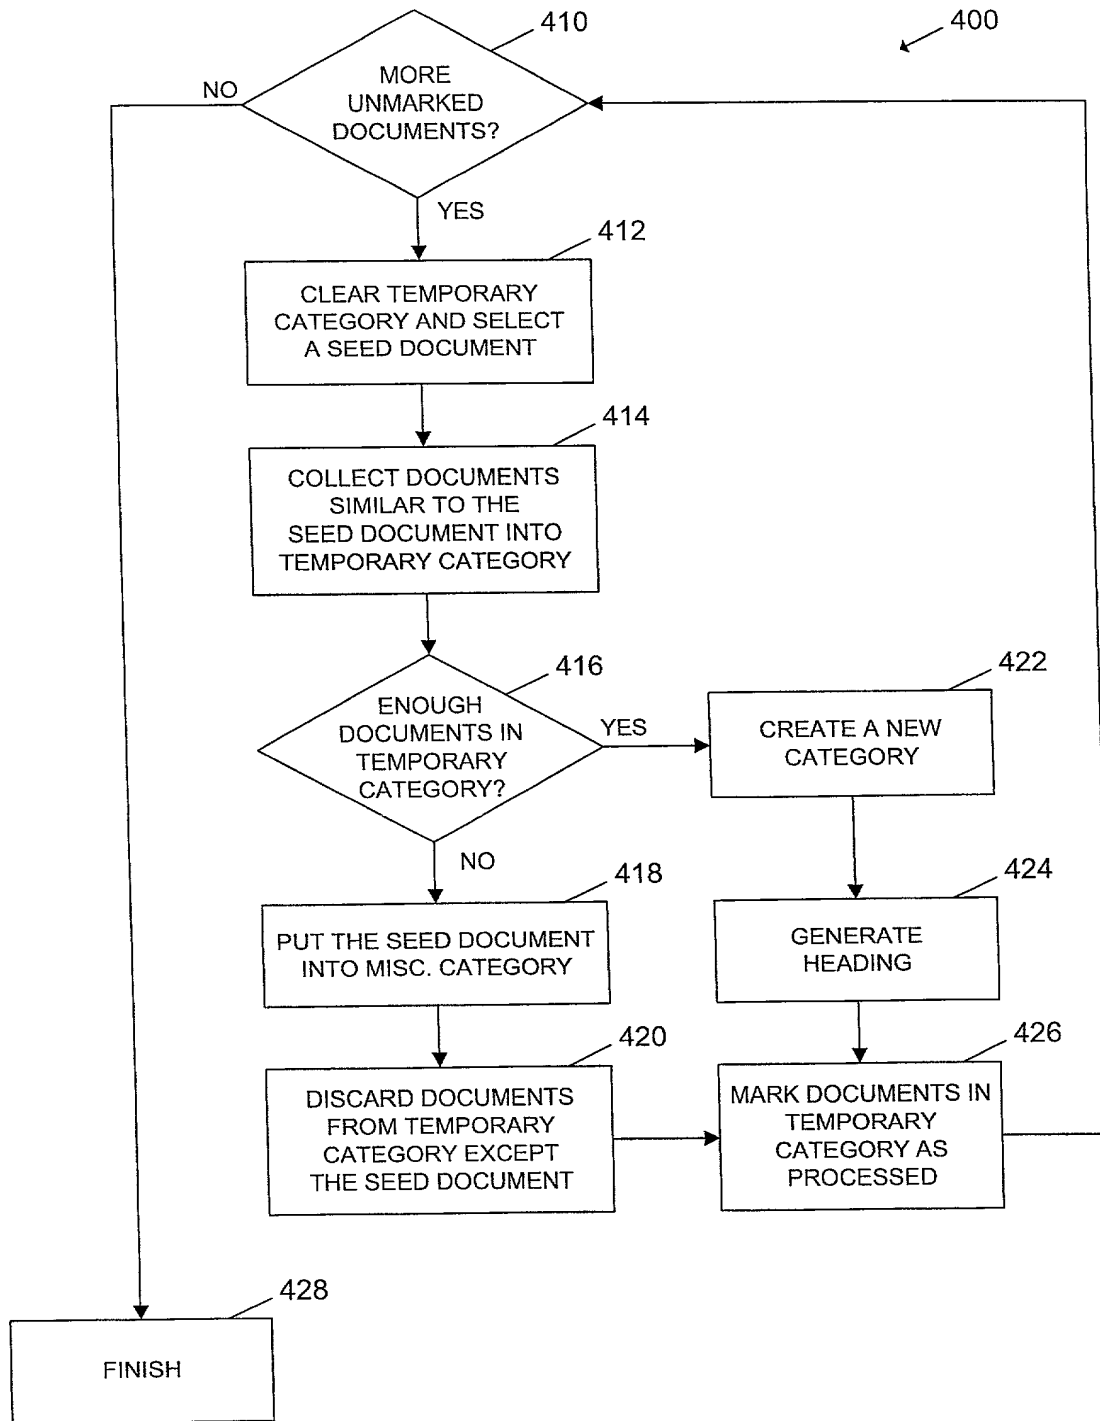 410
400
MORE
UNMARKED
DOCUMENTS?
NO
YES
412
CLEAR TEMPORARY
CATEGORY AND SELECT
A SEED DOCUMENT
414
COLLECT DOCUMENTS
SIMILAR TO THE
SEED DOCUMENT INTO
TEMPORARY CATEGORY
416
ENOUGH
DOCUMENTS IN
TEMPORARY
CATEGORY?
YES
422
CREATE A NEW
CATEGORY
NO
418
PUT THE SEED DOCUMENT
INTO MISC. CATEGORY
424
GENERATE
HEADING
420
DISCARD DOCUMENTS
FROM TEMPORARY
CATEGORY EXCEPT
THE SEED DOCUMENT
426
MARK DOCUMENTS IN
TEMPORARY
CATEGORY AS
PROCESSED
428
FINISH